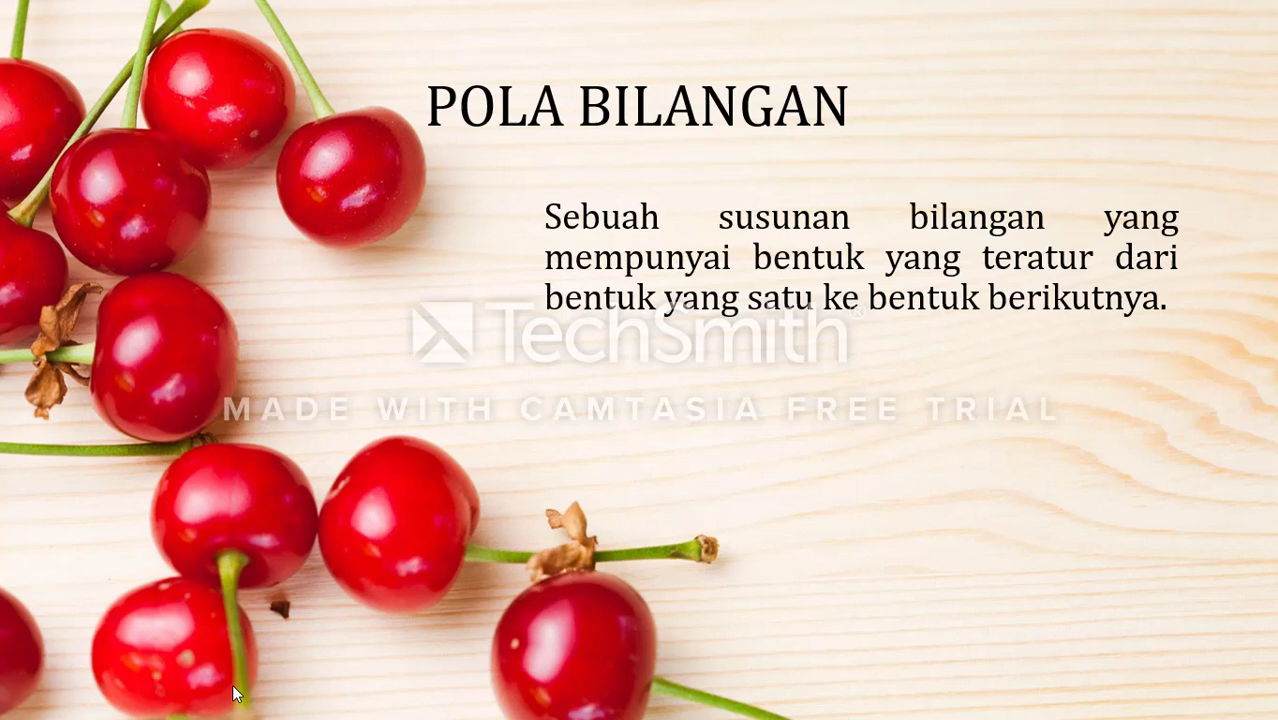 POLA BILANGAN
Sebuah susunan bilangan yang
mempunyai bentuk yang teratur dari
bentuk yang satu ke bentuk berikutnya.
TechSmith®
MADE WITH CAMTASIA FREE TRIAL